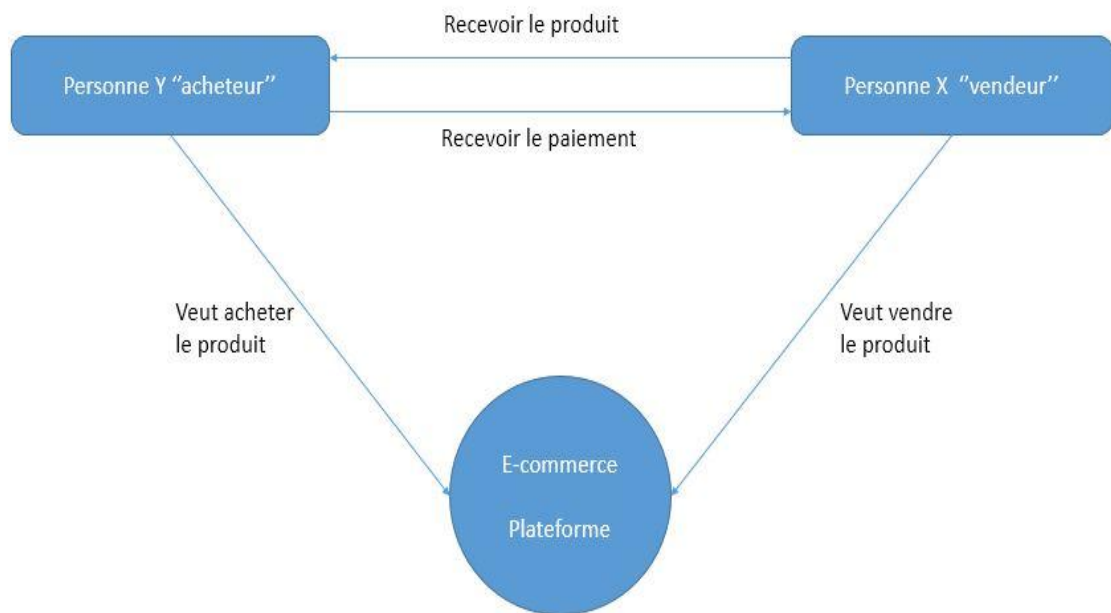 Recevoir le produit
Personne Y ‘‘acheteur’’
Personne X ‘‘vendeur’’
Recevoir le paiement
Veut acheter
le produit
Veut vendre
le produit
E-commerce
Plateforme